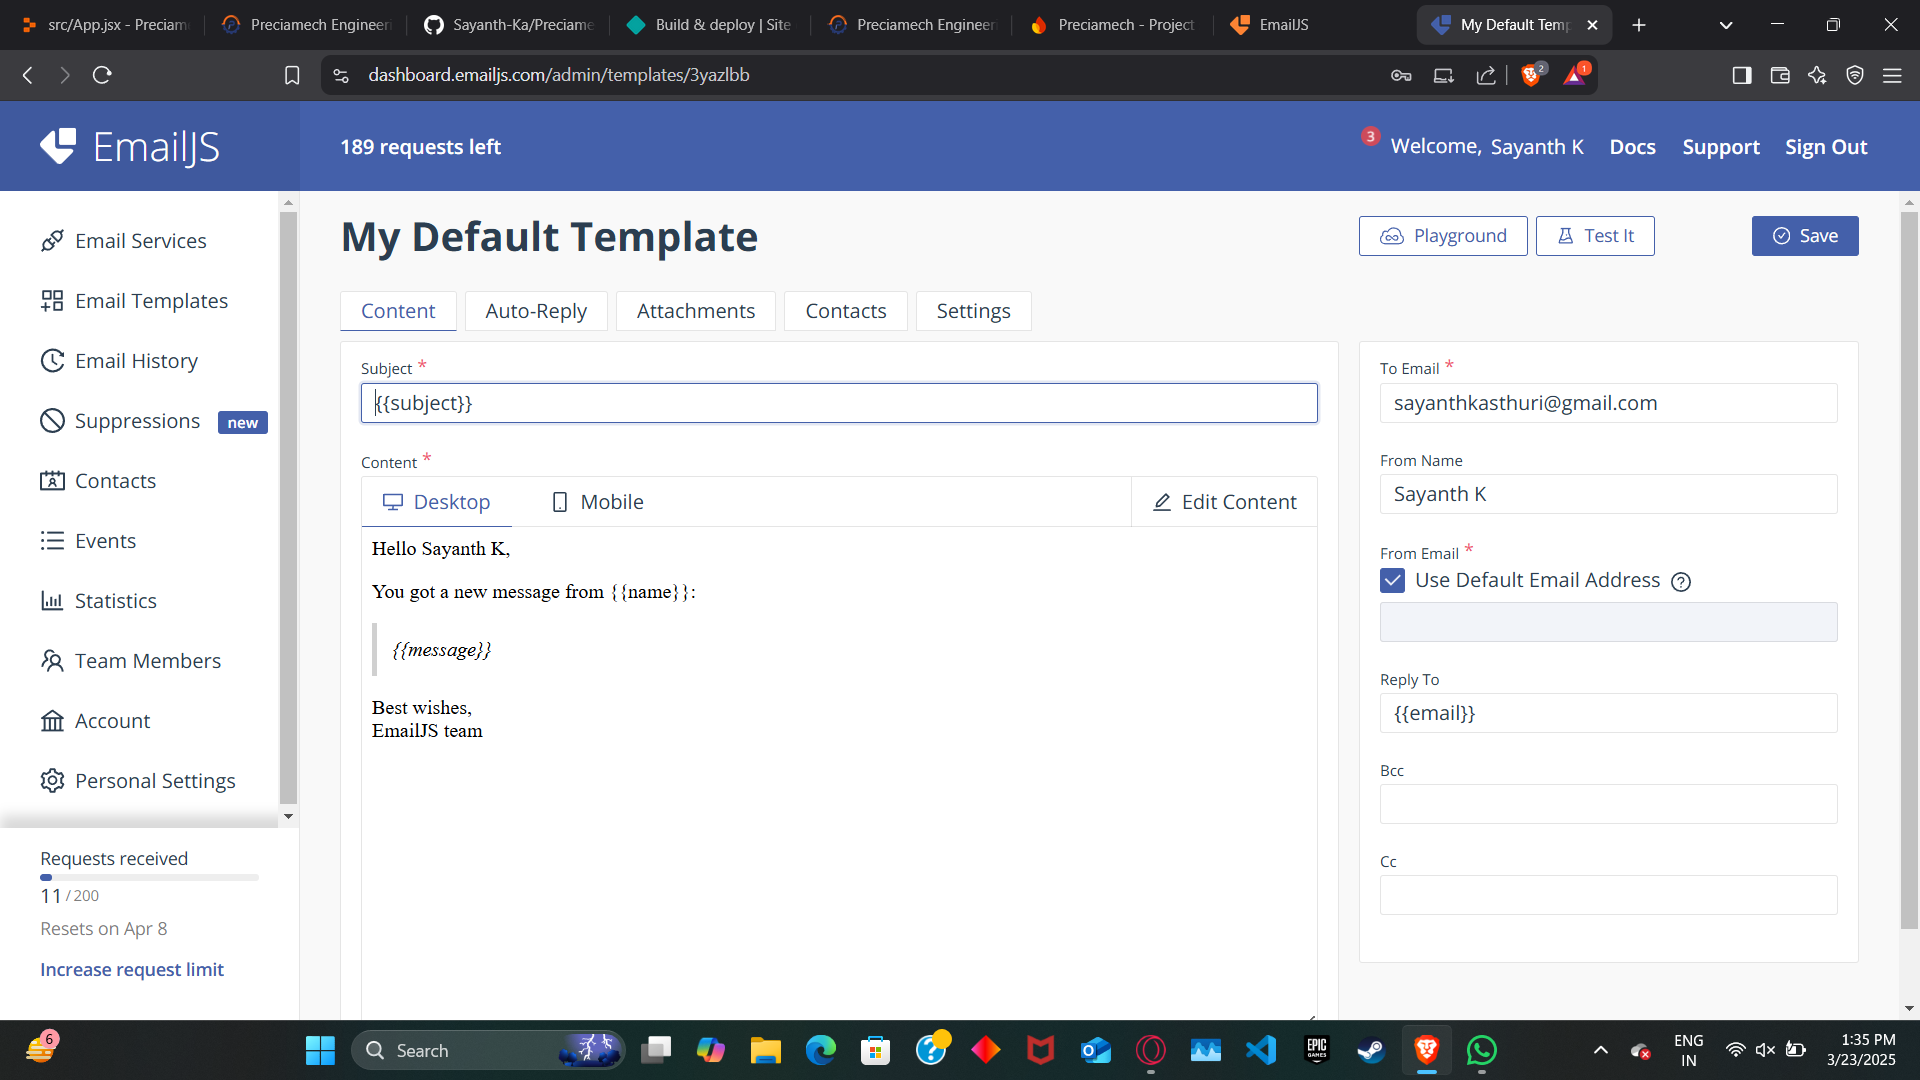 src/App.jsx - Preciam
Preciamech Engineeri
Sayanth-Ka/Preciame
Build & deploy | Site
Preciamech Engineeri
Preciamech - Project
EmailJS
My Default Temp
dashboard.emailjs.com/admin/templates/3yazlbb
2
1
EmailJS
189 requests left
3
Welcome, Sayanth K
Docs
Support
Sign Out
Email Services
Email Templates
Email History
Suppressions new
Contacts
Events
Statistics
Team Members
Account
Personal Settings
Requests received
11 / 200
Resets on Apr 8
Increase request limit
My Default Template
Playground
Test It
Save
Content
Auto-Reply
Attachments
Contacts
Settings
Subject *
{{subject}}
Content *
Desktop
Mobile
Edit Content
Hello Sayanth K,
You got a new message from {{name}}:
{{message}}
Best wishes,
EmailJS team
To Email *
sayanthkasthuri@gmail.com
From Name
Sayanth K
From Email *
Use Default Email Address ?
Reply To
{{email}}
Bcc
Cc
6
Search
EPIC
GAMES
ENG
IN
1:35 PM
3/23/2025